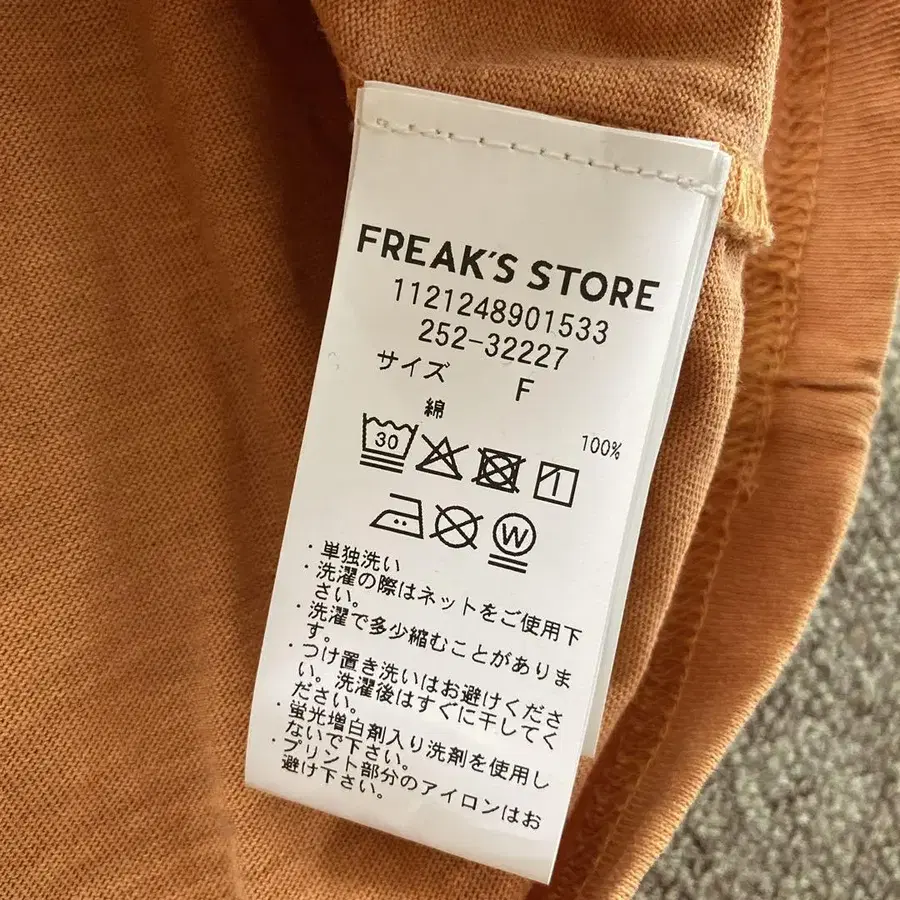 FREAK'S STORE
1121248901533
252-32227
サイズ F
綿 100%
30
W
・単独洗い
・洗濯の際はネットをご使用下
さい。
・洗濯で多少縮むことがありま
す。
・つけ置き洗いはお避けくださ
い。洗濯後はすぐに干してく
ださい。
・蛍光増白剤入り洗剤を使用し
ないで下さい。
・プリント部分のアイロンはお
避け下さい。